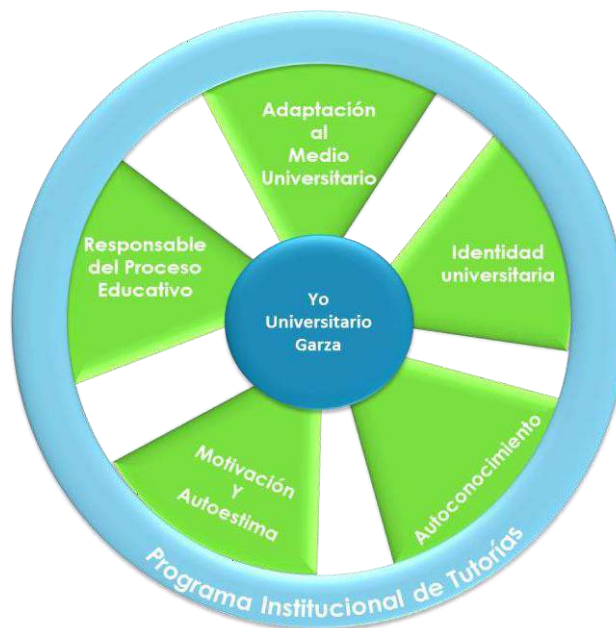 Adaptación
al
Medio
Universitario
Identidad
universitaria
Autoconocimiento
Motivación
Y
Autoestima
Responsable
del Proceso
Educativo
Yo
Universitario
Garza
Programa Institucional de Tutorías